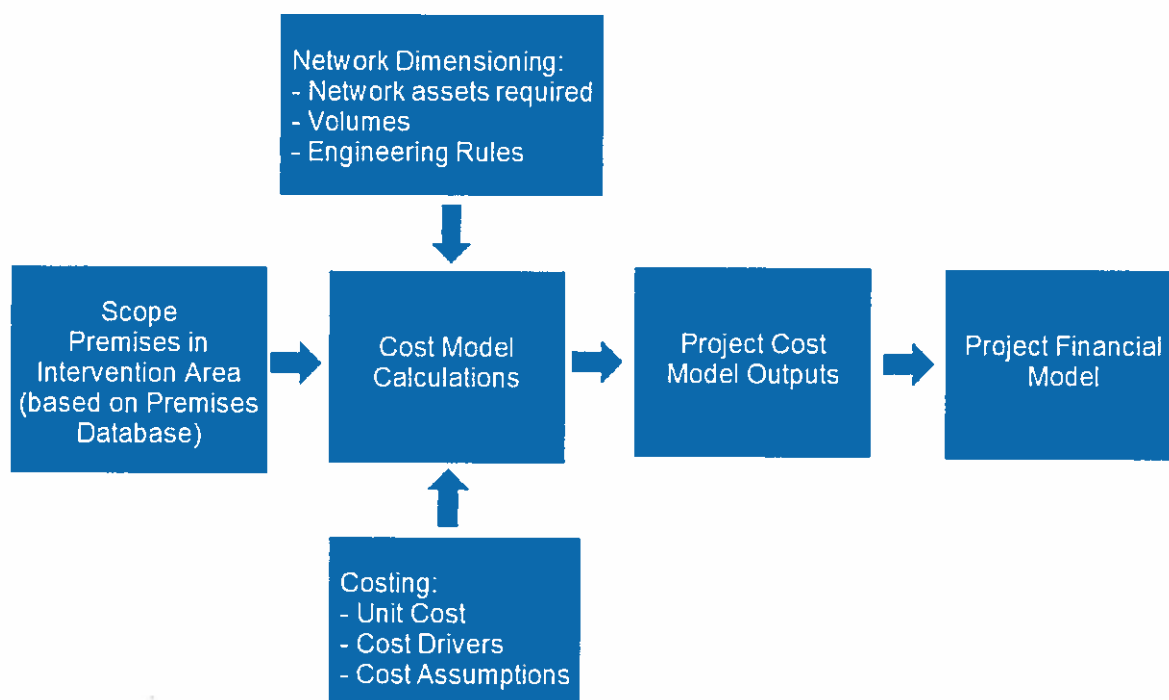 Network Dimensioning:
- Network assets required
- Volumes
- Engineering Rules
Scope
Premises in
Intervention Area
(based on Premises
Database)
Cost Model
Calculations
Project Cost
Model Outputs
Project Financial
Model
Costing:
- Unit Cost
- Cost Drivers
- Cost Assumptions